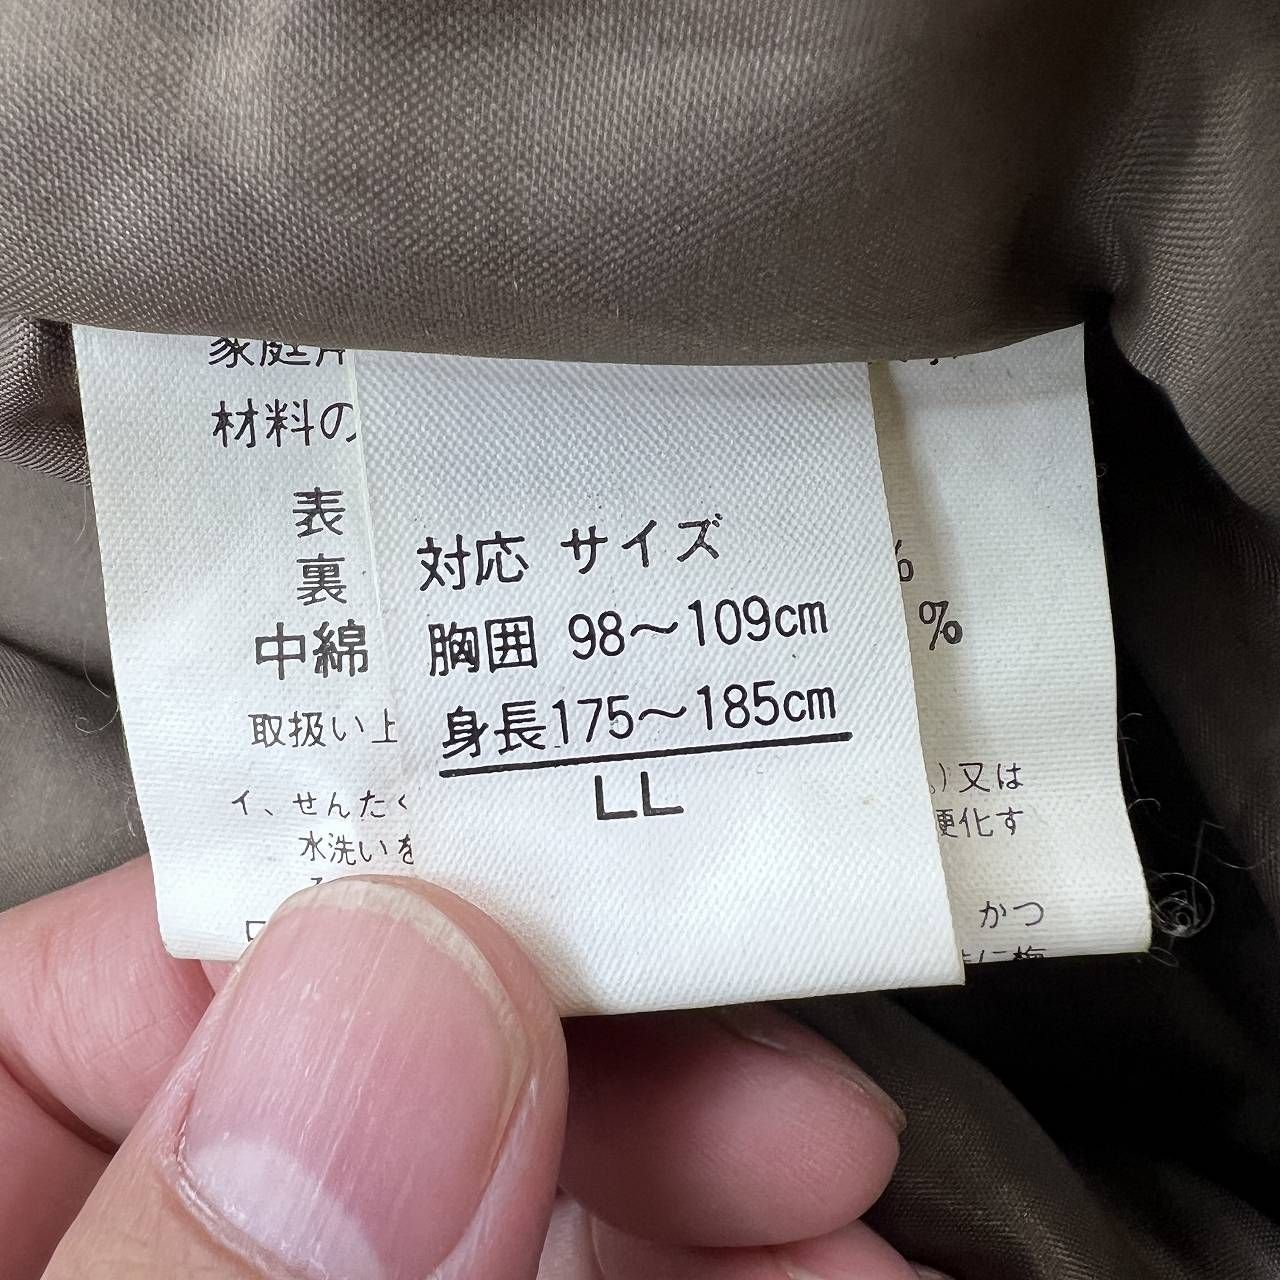 家庭用
材料の
表
裏
中綿
取扱い上
イ、せんたく
水洗いを
対応 サイズ
胸囲 98～109cm
身長175～185cm
LL
%
%
又は
硬化す
かつ